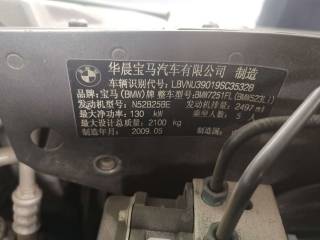 华晨宝马汽车有限公司 制造
车辆识别代号: LBVNU39019SC35328
品牌: 宝马(BMW)牌 整车型号:BMW7251FL(BMW523Li)
发动机型号: N52B25BE 发动机排量: 2497 ml
最大净功率: 130 kW 乘坐人数: 5 人
最大设计总质量: 2100 kg
制造年月: 2009.05 制造国: